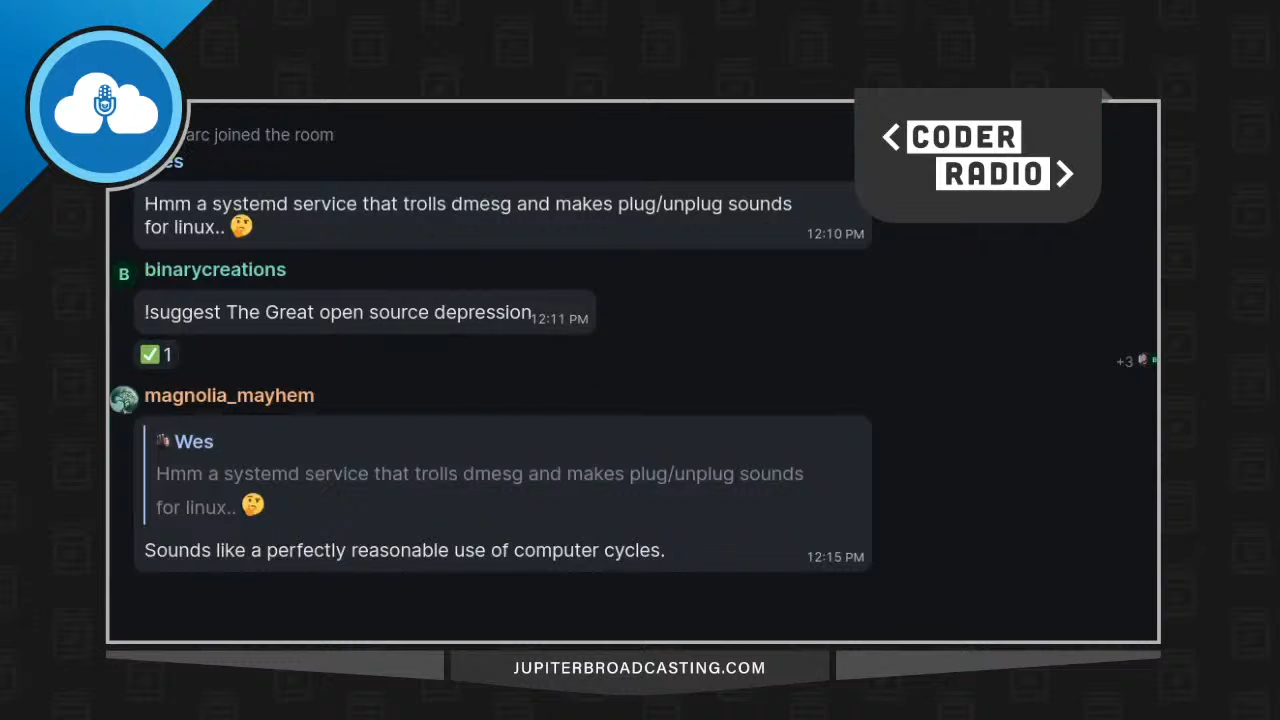 arc joined the room
es
Hmm a systemd service that trolls dmesg and makes plug/unplug sounds
for linux.. 🤔
12:10 PM
B binarycreations
!suggest The Great open source depression
12:11 PM
✅ 1
+3
magnolia_mayhem
Wes
Hmm a systemd service that trolls dmesg and makes plug/unplug sounds
for linux.. 🤔
Sounds like a perfectly reasonable use of computer cycles.
12:15 PM
<CODER
RADIO>
JUPITERBROADCASTING.COM